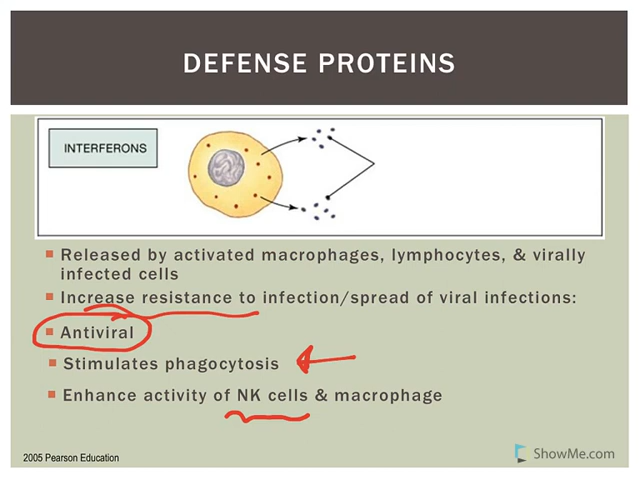 DEFENSE PROTEINS
INTERFERONS
Released by activated macrophages, lymphocytes, & virally
infected cells
Increase resistance to infection/spread of viral infections:
Antiviral
Stimulates phagocytosis
Enhance activity of NK cells & macrophage
2005 Pearson Education
ShowMe.com